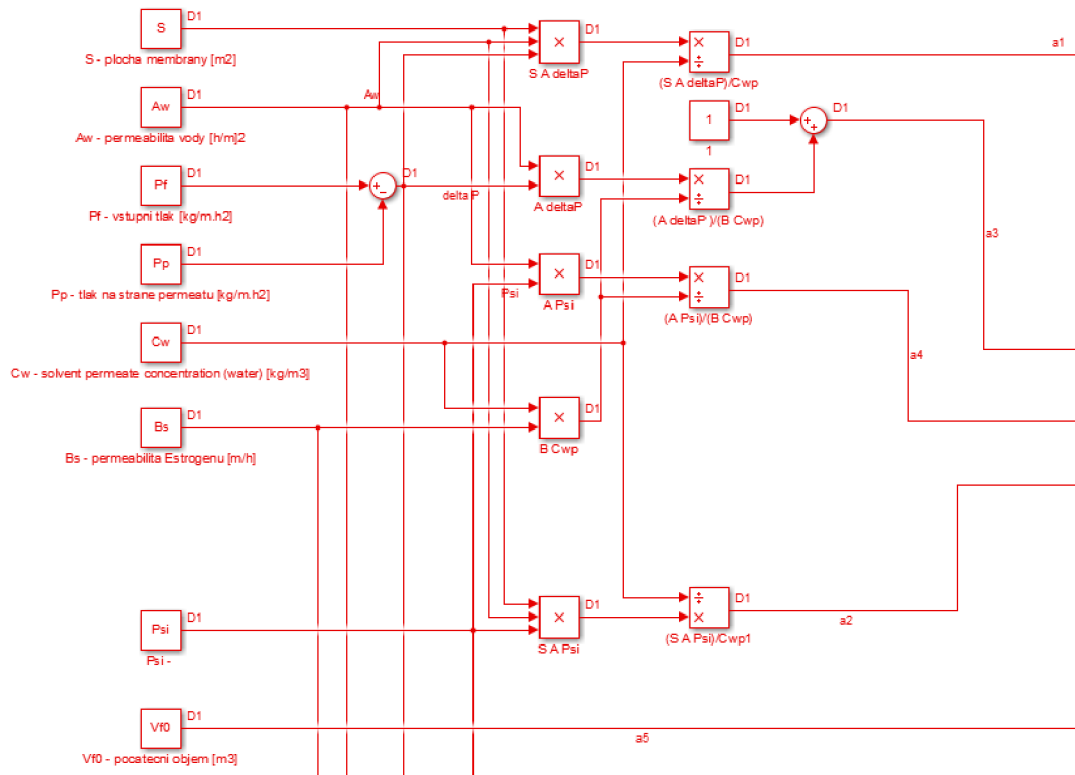 S D1
S - plocha membrany [m2]
Aw D1
Aw - permeabilita vody [h/m]2
Pf D1
Pf - vstupni tlak [kg/m.h2]
Pp D1
Pp - tlak na strane permeatu [kg/m.h2]
Cw D1
Cw - solvent permeate concentration (water) [kg/m3]
Bs D1
Bs - permeabilita Estrogenu [m/h]
Psi D1
Psi -
Vf0 D1
Vf0 - pocatecni objem [m3]
Aw
+
−
D1
delta P
Psi
× D1
S A deltaP
× D1
A deltaP
× D1
A Psi
× D1
B Cwp
× D1
S A Psi
×
÷
D1
(S A deltaP)/Cwp
1 D1
1
+
+
D1
×
÷
D1
(A deltaP )/(B Cwp)
×
÷
D1
(A Psi)/(B Cwp)
÷
×
D1
(S A Psi)/Cwp1
a1
a3
a4
a2
a5